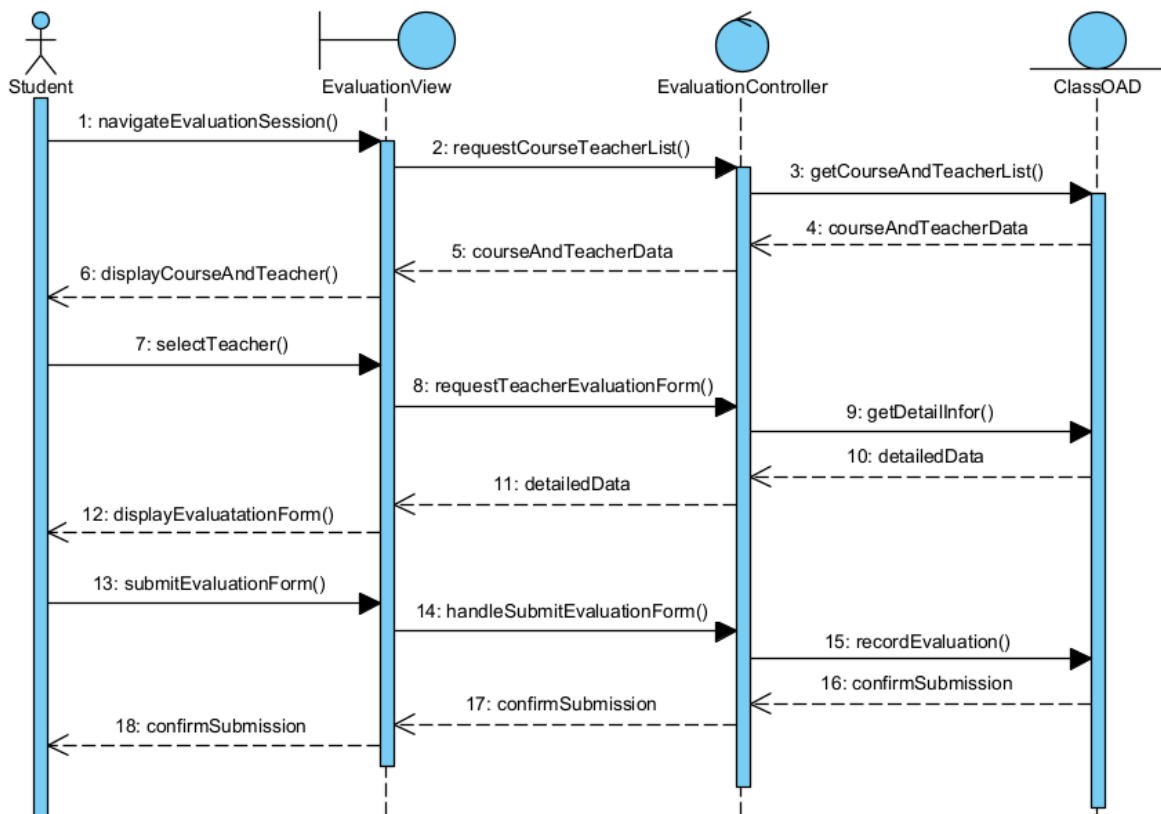 Student
EvaluationView
EvaluationController
ClassOAD
1: navigateEvaluationSession()
2: requestCourseTeacherList()
3: getCourseAndTeacherList()
4: courseAndTeacherData
5: courseAndTeacherData
6: displayCourseAndTeacher()
7: selectTeacher()
8: requestTeacherEvaluationForm()
9: getDetailInfor()
10: detailedData
11: detailedData
12: displayEvaluatationForm()
13: submitEvaluationForm()
14: handleSubmitEvaluationForm()
15: recordEvaluation()
16: confirmSubmission
17: confirmSubmission
18: confirmSubmission